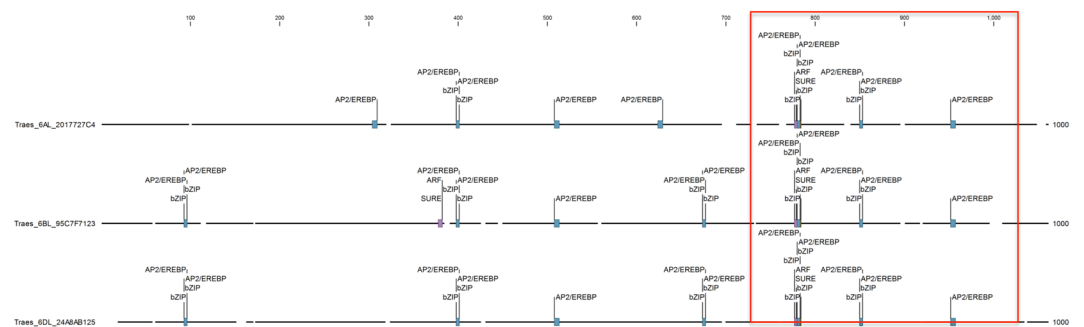 100 200 300 400 500 600 700 800 900 1,000
AP2/EREBP
AP2/EREBP
bZIP
bZIP
AP2/EREBP ARF AP2/EREBP
AP2/EREBP SURE AP2/EREBP
bZIP bZIP bZIP
AP2/EREBP bZIP AP2/EREBP AP2/EREBP bZIP bZIP bZIP AP2/EREBP
Traes_6AL_2017727C4 1000
AP2/EREBP
AP2/EREBP
bZIP
bZIP
AP2/EREBP AP2/EREBP AP2/EREBP ARF AP2/EREBP
AP2/EREBP ARF AP2/EREBP AP2/EREBP SURE AP2/EREBP
bZIP bZIP bZIP bZIP bZIP
bZIP SURE bZIP AP2/EREBP bZIP bZIP bZIP AP2/EREBP
Traes_6BL_95C7F7123 1000
AP2/EREBP
AP2/EREBP
bZIP
bZIP
AP2/EREBP AP2/EREBP AP2/EREBP ARF AP2/EREBP
AP2/EREBP AP2/EREBP AP2/EREBP SURE AP2/EREBP
bZIP bZIP bZIP bZIP bZIP
bZIP bZIP AP2/EREBP bZIP bZIP bZIP AP2/EREBP
Traes_6DL_24A8AB125 1000